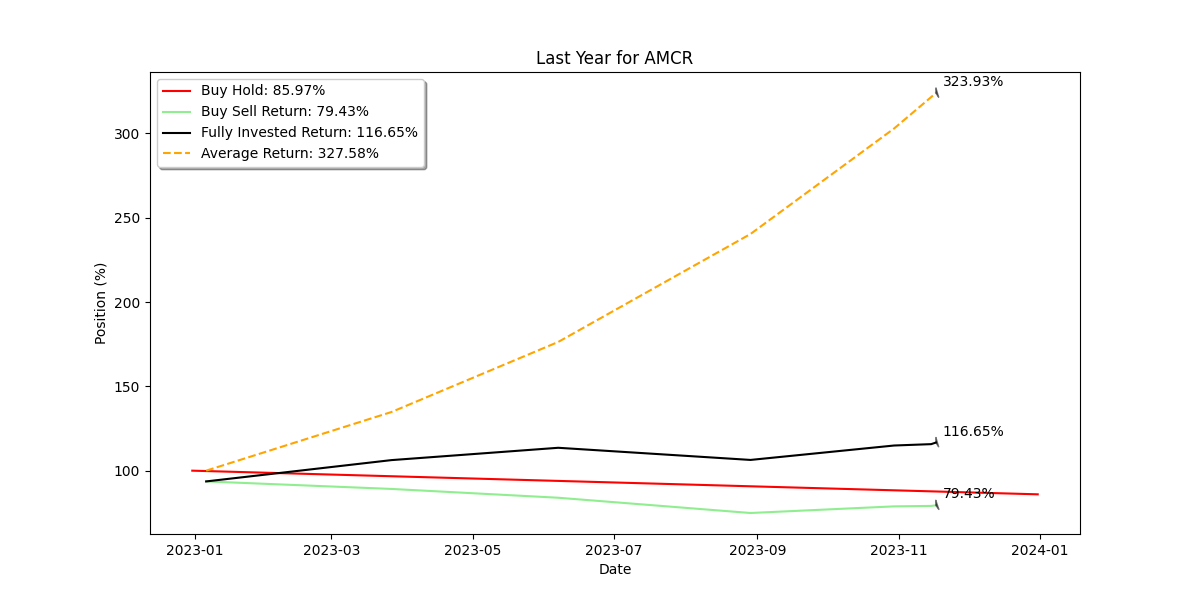 Last Year for AMCR
Buy Hold: 85.97%
Buy Sell Return: 79.43%
Fully Invested Return: 116.65%
Average Return: 327.58%
323.93%
116.65%
79.43%
300
250
200
150
100
Position (%)
2023-01 2023-03 2023-05 2023-07 2023-09 2023-11 2024-01
Date